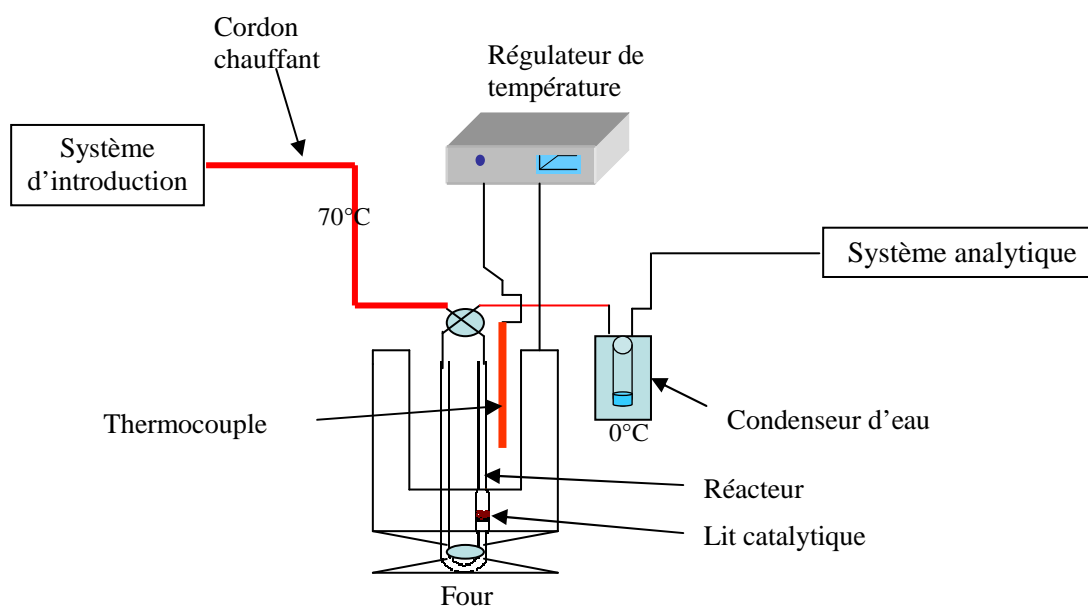 Cordon
chauffant
Régulateur de
température
Système
d’introduction
70°C
Système analytique
Thermocouple
0°C
Condenseur d’eau
Réacteur
Lit catalytique
Four